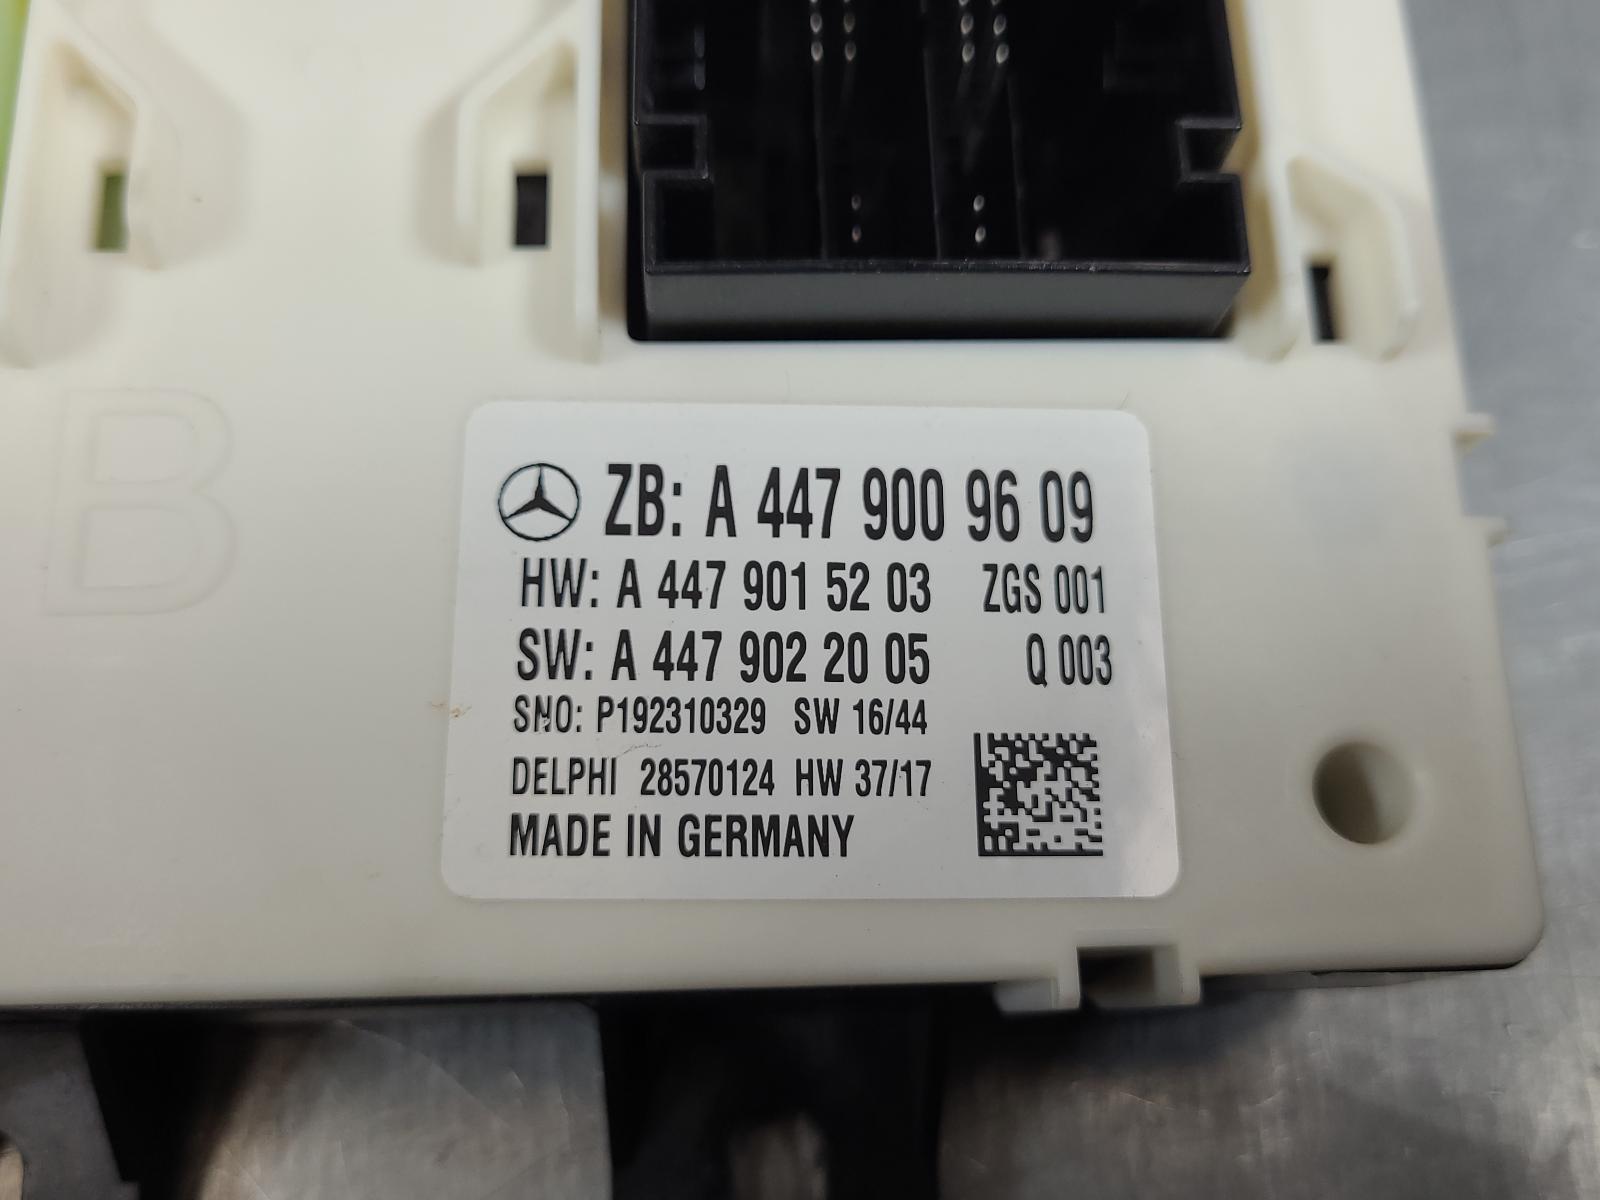 B
ZB: A 447 900 96 09
HW: A 447 901 52 03 ZGS 001
SW: A 447 902 20 05 Q 003
SNO: P192310329 SW 16/44
DELPHI 28570124 HW 37/17
MADE IN GERMANY